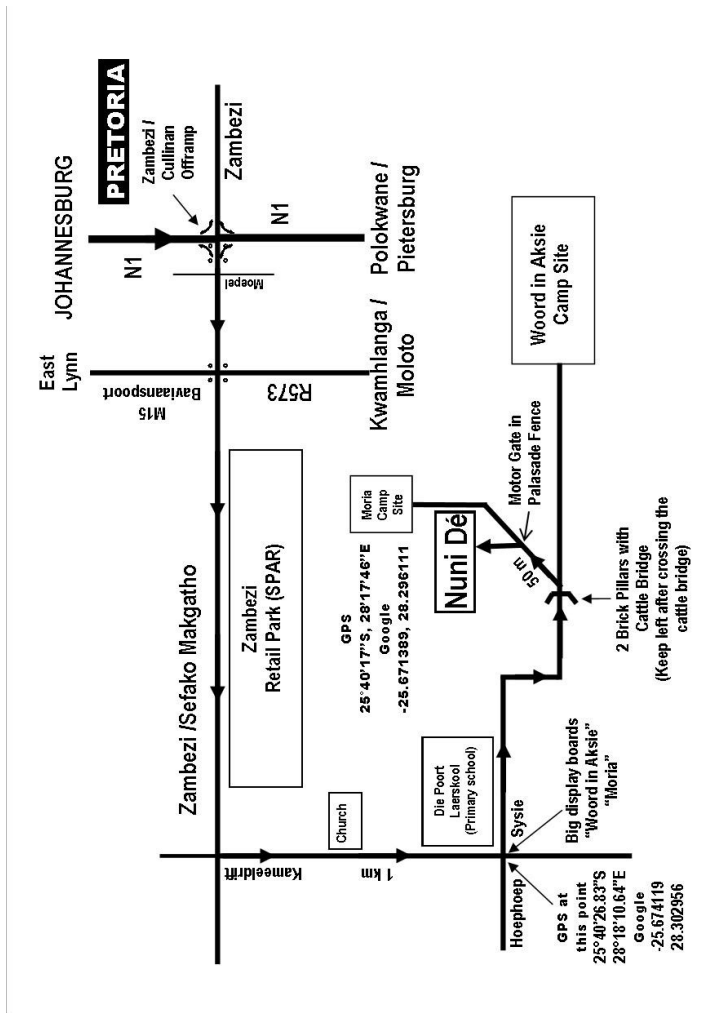 JOHANNESBURG
PRETORIA
N1
Zambezi /
Cullinan
Offramp
Zambezi
N1
Polokwane /
Pietersburg
Moepel
East
Lynn
M15
Baviaanspoort
R573
Kwamhlanga /
Moloto
Zambezi /Sefako Makgatho
Zambezi
Retail Park (SPAR)
GPS
25°40'17"S, 28'17'46"E
Google
-25.671389, 28.296111
Moria
Camp
Site
Nuni Dé
Motor Gate in
Palasade Fence
50 m
Woord in Aksie
Camp Site
2 Brick Pillars with
Cattle Bridge
(Keep left after crossing the
cattle bridge)
Church
Kameeldrift
1 km
Die Poort
Laerskool
(Primary school)
Hoephoep
Sysie
Big display boards
“Woord in Aksie”
“Moria”
GPS at
this point
25°40'26.83”S
28°18'10.64”E
Google
-25.674119
28.302956